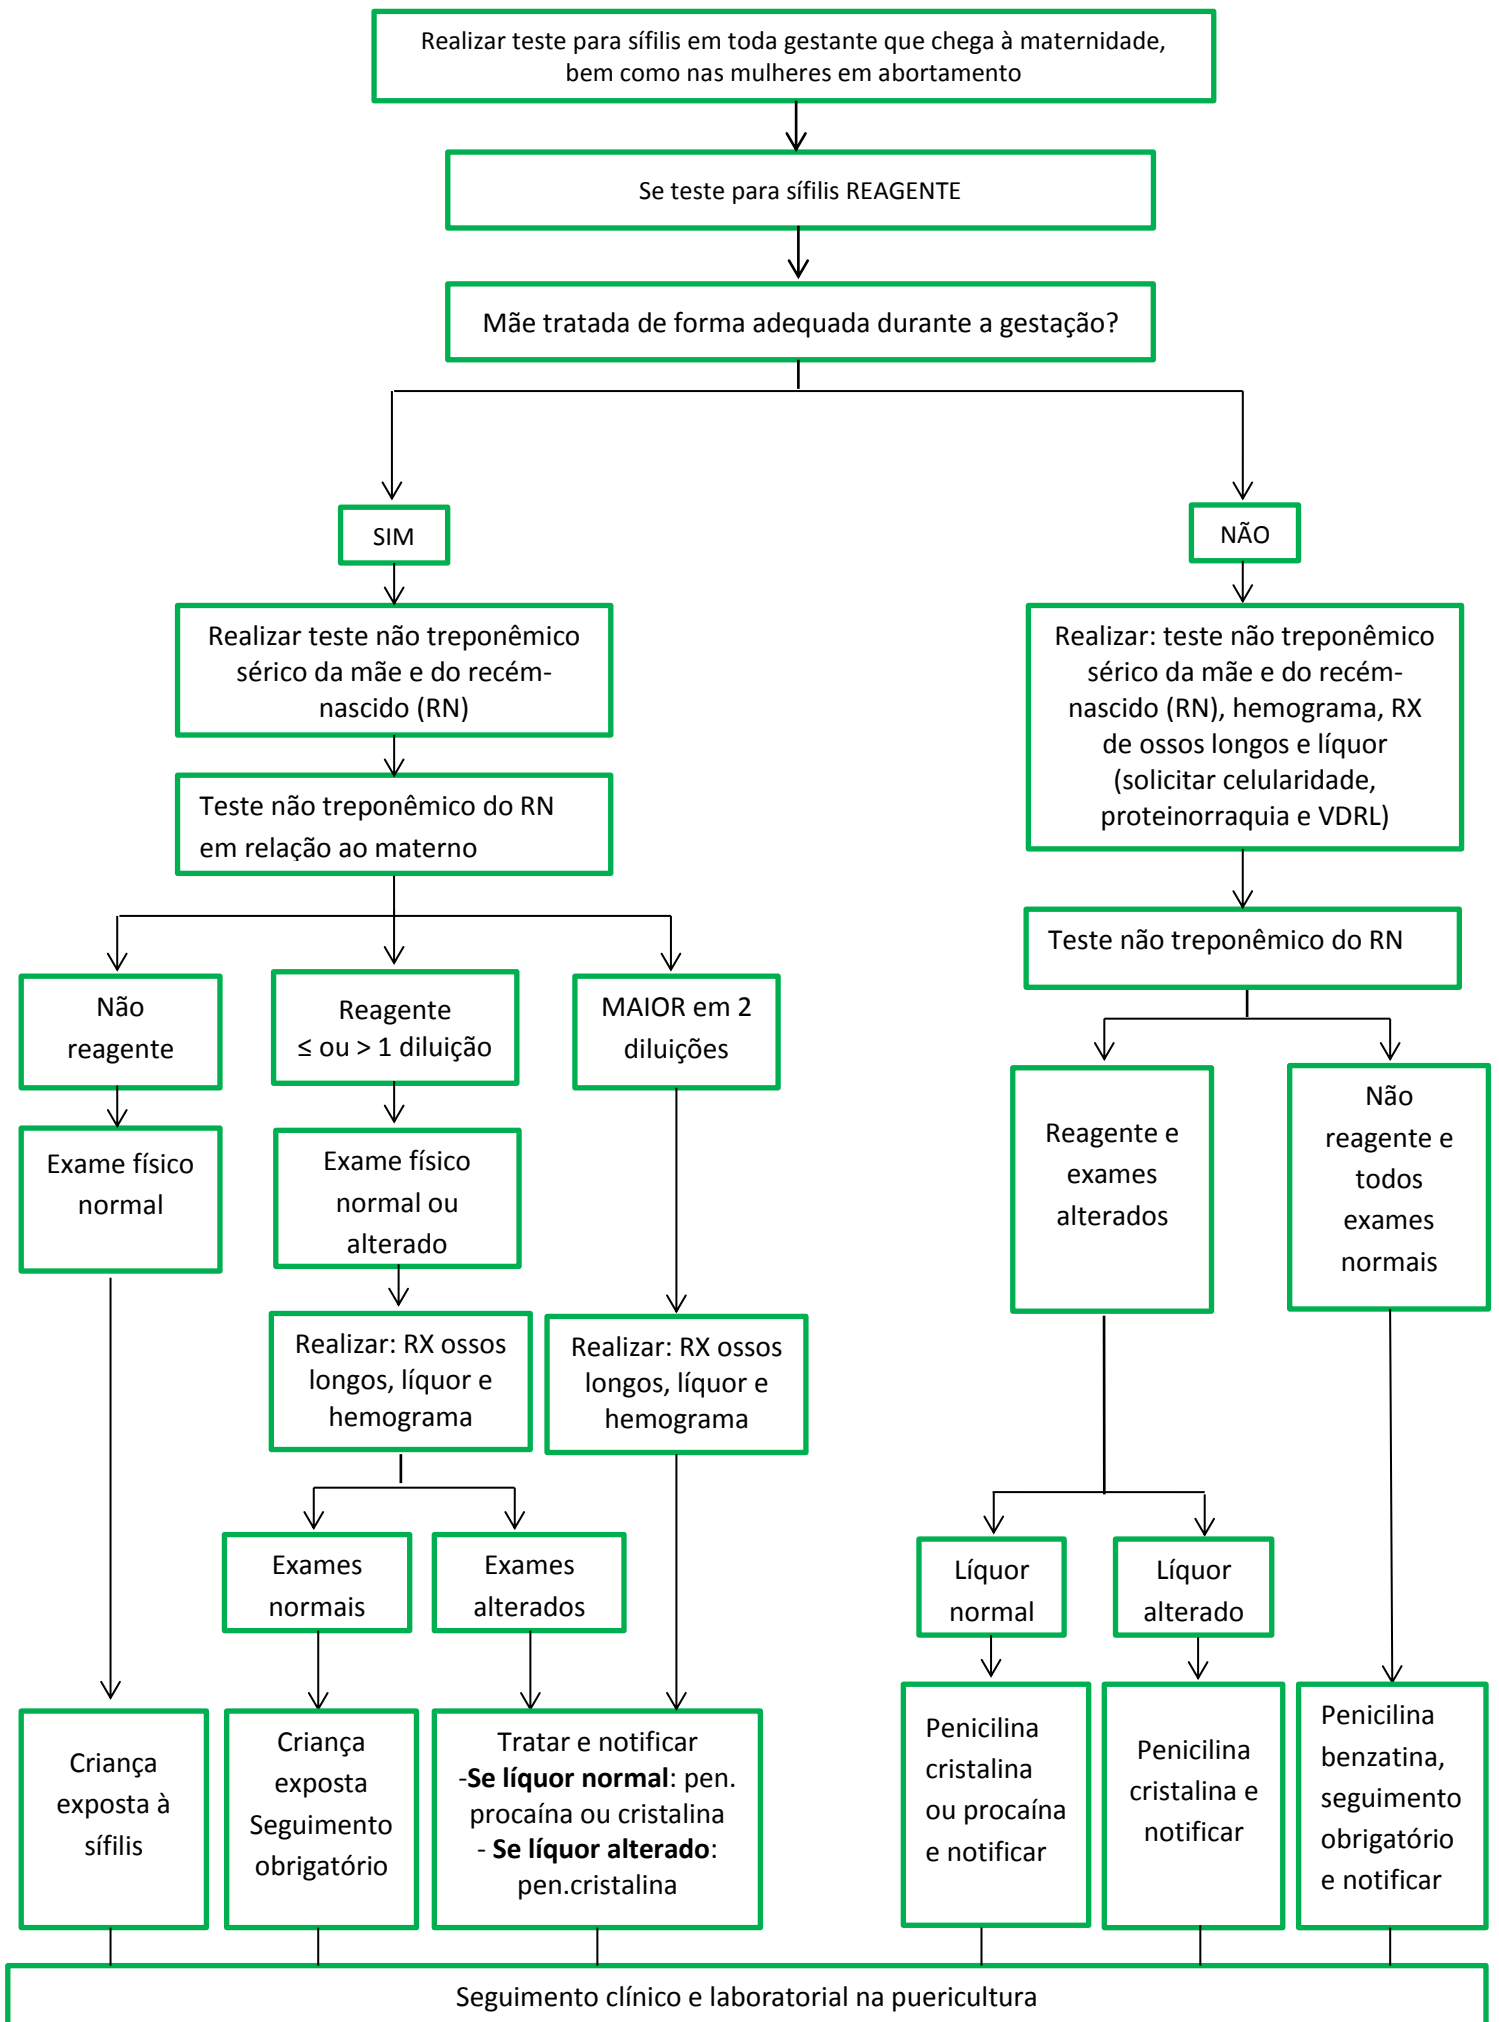 Realizar teste para sífilis em toda gestante que chega à maternidade,
bem como nas mulheres em abortamento
Se teste para sífilis REAGENTE
Mãe tratada de forma adequada durante a gestação?
SIM
NÃO
Realizar teste não treponêmico
sérico da mãe e do recém-
nascido (RN)
Realizar: teste não treponêmico
sérico da mãe e do recém-
nascido (RN), hemograma, RX
de ossos longos e líquor
(solicitar celularidade,
proteinorraquia e VDRL)
Teste não treponêmico do RN
em relação ao materno
Teste não treponêmico do RN
Não
reagente
Reagente
≤ ou > 1 diluição
MAIOR em 2
diluições
Reagente e
exames
alterados
Não
reagente e
todos
exames
normais
Exame físico
normal
Exame físico
normal ou
alterado
Realizar: RX ossos
longos, líquor e
hemograma
Realizar: RX ossos
longos, líquor e
hemograma
Exames
normais
Exames
alterados
Líquor
normal
Líquor
alterado
Criança
exposta à
sífilis
Criança
exposta
Seguimento
obrigatório
Tratar e notificar
-Se líquor normal: pen.
procaína ou cristalina
- Se líquor alterado:
pen.cristalina
Penicilina
cristalina
ou procaína
e notificar
Penicilina
cristalina e
notificar
Penicilina
benzatina,
seguimento
obrigatório
e notificar
Seguimento clínico e laboratorial na puericultura